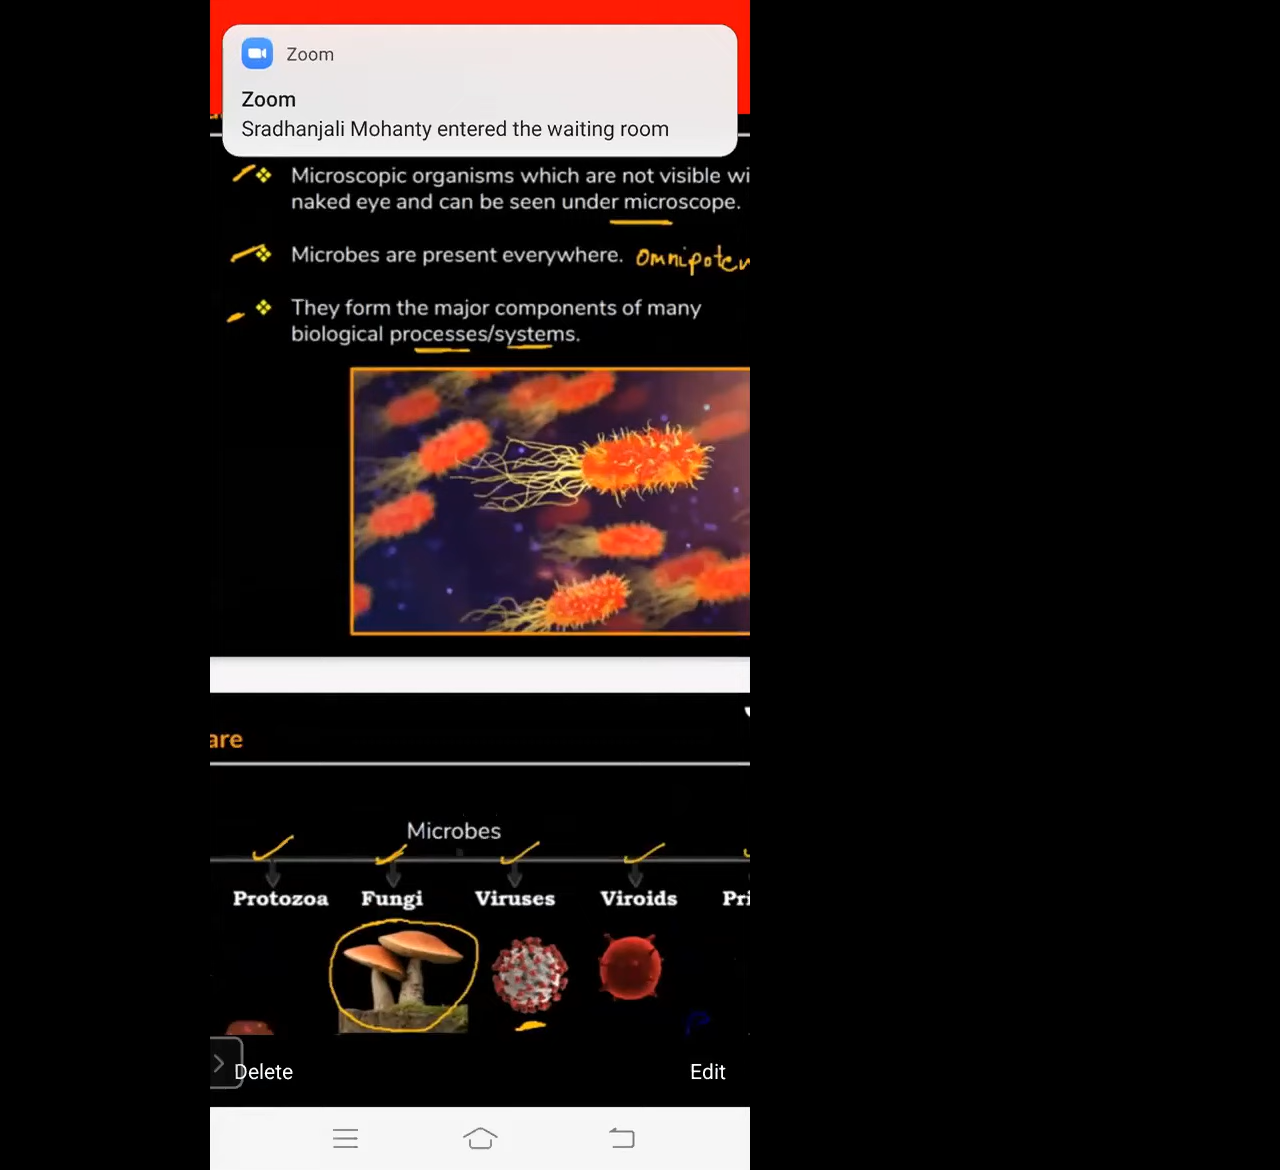 Zoom
Zoom
Sradhanjali Mohanty entered the waiting room
Microscopic organisms which are not visible wi
naked eye and can be seen under microscope.
Microbes are present everywhere. Omnipoten
They form the major components of many
biological processes/systems.
are
Microbes
Protozoa Fungi Viruses Viroids Pri
Delete Edit